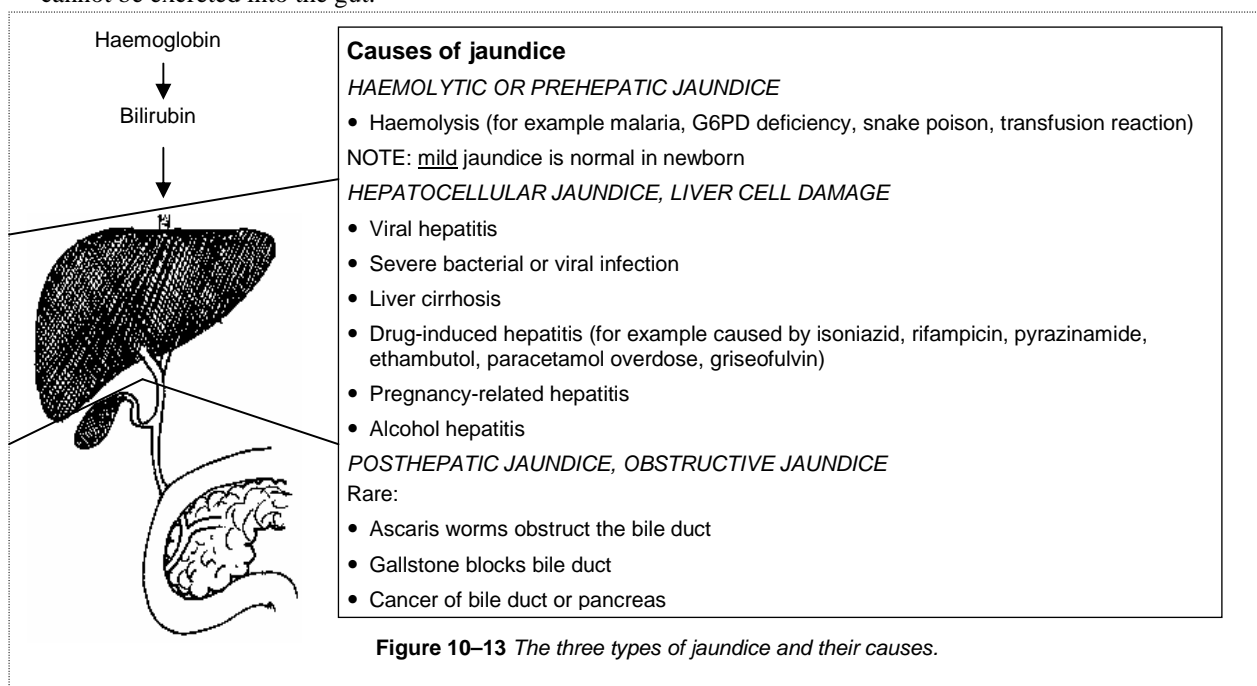 cannot be excreted into the gut.
Haemoglobin
Bilirubin
Causes of jaundice
HAEMOLYTIC OR PREHEPATIC JAUNDICE
• Haemolysis (for example malaria, G6PD deficiency, snake poison, transfusion reaction)
NOTE: mild jaundice is normal in newborn
HEPATOCELLULAR JAUNDICE, LIVER CELL DAMAGE
• Viral hepatitis
• Severe bacterial or viral infection
• Liver cirrhosis
• Drug-induced hepatitis (for example caused by isoniazid, rifampicin, pyrazinamide,
ethambutol, paracetamol overdose, griseofulvin)
• Pregnancy-related hepatitis
• Alcohol hepatitis
POSTHEPATIC JAUNDICE, OBSTRUCTIVE JAUNDICE
Rare:
• Ascaris worms obstruct the bile duct
• Gallstone blocks bile duct
• Cancer of bile duct or pancreas
Figure 10–13 The three types of jaundice and their causes.